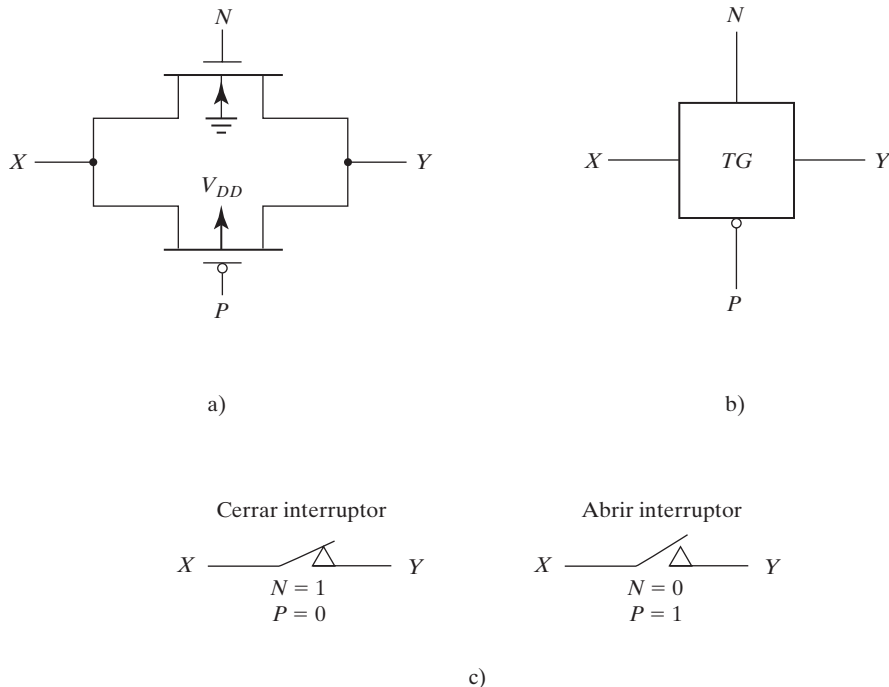 N
X
Y
V_DD
P
a)
N
X
TG
Y
P
b)
Cerrar interruptor
X
Y
N = 1
P = 0
Abrir interruptor
X
Y
N = 0
P = 1
c)